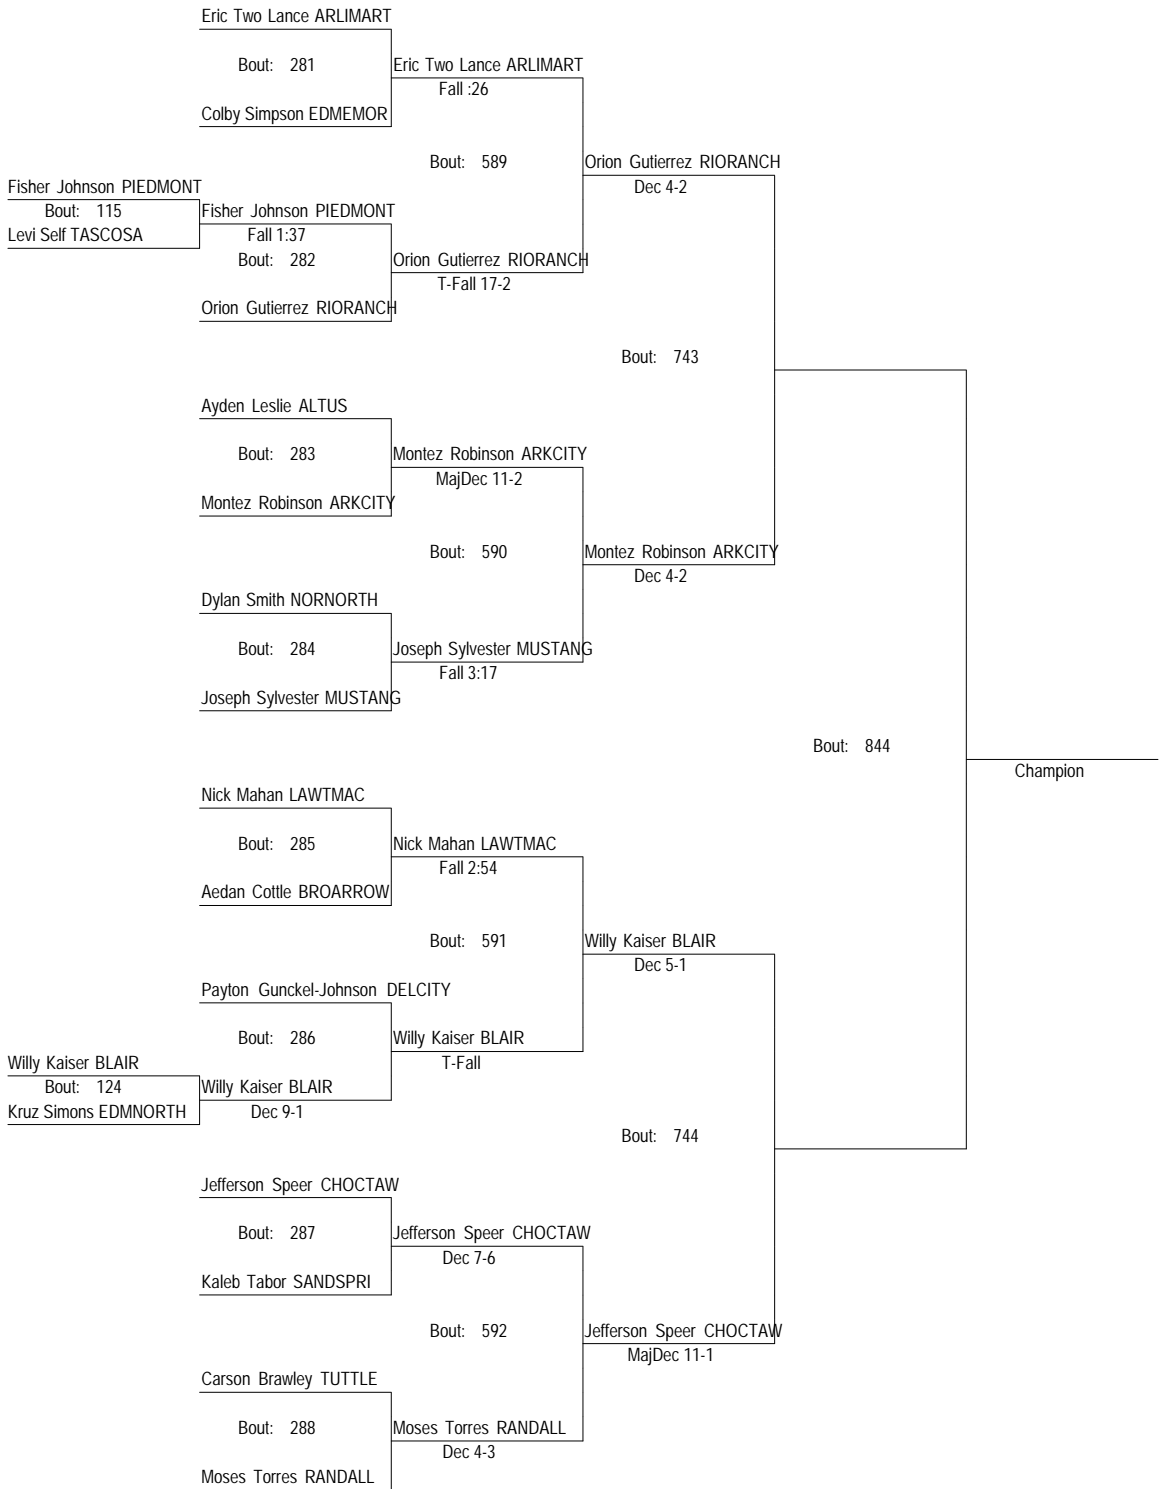 Eric Two Lance ARLIMART
Bout: 281
Eric Two Lance ARLIMART
Fall :26
Colby Simpson EDMEMOR
Bout: 589
Orion Gutierrez RIORANCH
Dec 4-2
Fisher Johnson PIEDMONT
Bout: 115
Levi Self TASCOSA
Fisher Johnson PIEDMONT
Fall 1:37
Bout: 282
Orion Gutierrez RIORANCH
T-Fall 17-2
Orion Gutierrez RIORANCH
Bout: 743
Ayden Leslie ALTUS
Bout: 283
Montez Robinson ARKCITY
MajDec 11-2
Montez Robinson ARKCITY
Bout: 590
Montez Robinson ARKCITY
Dec 4-2
Dylan Smith NORNORTH
Bout: 284
Joseph Sylvester MUSTANG
Fall 3:17
Joseph Sylvester MUSTANG
Bout: 844
Champion
Nick Mahan LAWTMAC
Bout: 285
Nick Mahan LAWTMAC
Fall 2:54
Aedan Cottle BROARROW
Bout: 591
Willy Kaiser BLAIR
Dec 5-1
Payton Gunckel-Johnson DELCITY
Bout: 286
Willy Kaiser BLAIR
T-Fall
Willy Kaiser BLAIR
Bout: 124
Kruz Simons EDMNORTH
Willy Kaiser BLAIR
Dec 9-1
Bout: 744
Jefferson Speer CHOCTAW
Bout: 287
Jefferson Speer CHOCTAW
Dec 7-6
Kaleb Tabor SANDSPRI
Bout: 592
Jefferson Speer CHOCTAW
MajDec 11-1
Carson Brawley TUTTLE
Bout: 288
Moses Torres RANDALL
Dec 4-3
Moses Torres RANDALL